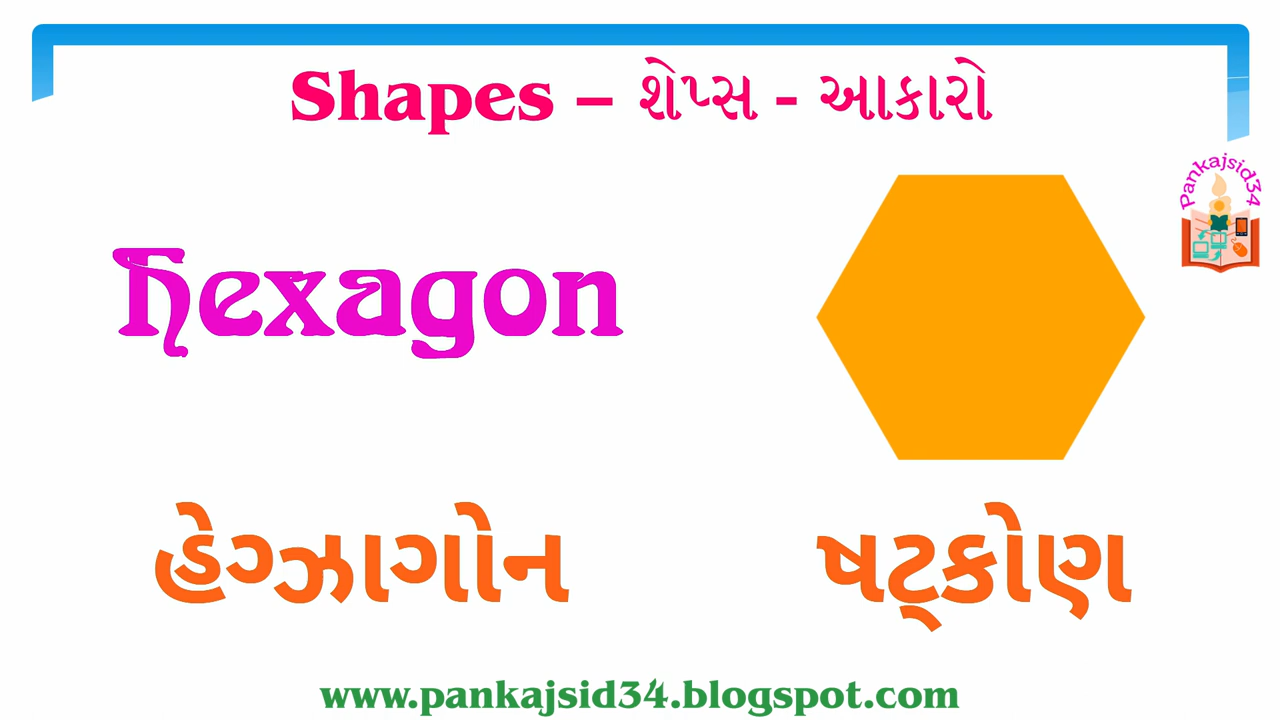 Shapes – શેપ્સ - આકારો
Pankajsid34
Hexagon
હેગ્ઝાગોન
ષટ્કોણ
www.pankajsid34.blogspot.com